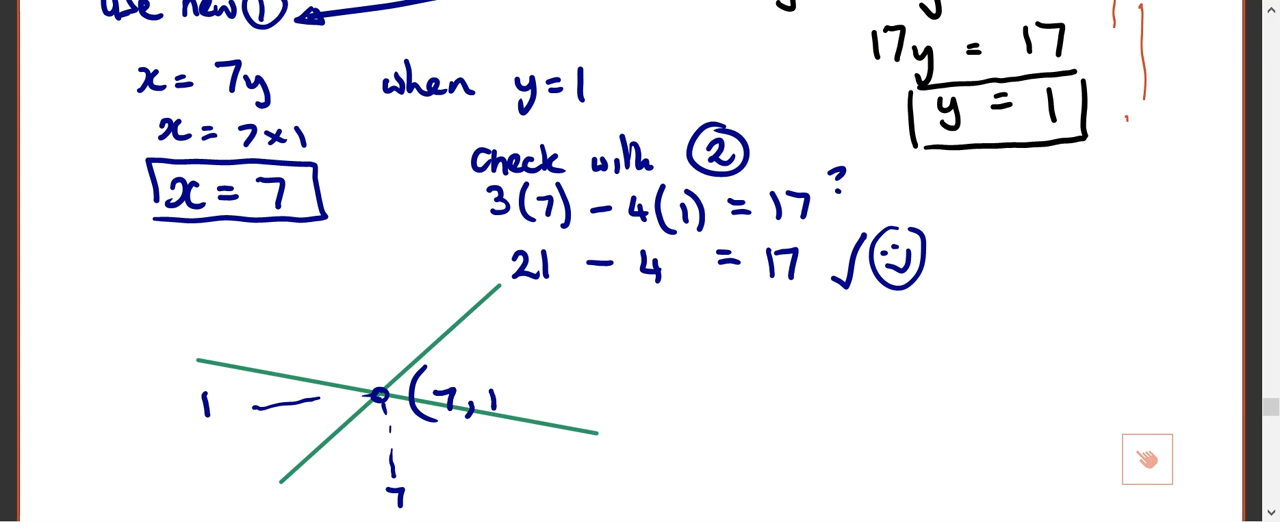 use new ①
17y = 17
y = 1
x = 7y when y=1
x = 7×1
x = 7
check with ②
3(7) − 4(1) = 17 ?
21 − 4 = 17 √
1
(7, 1
7